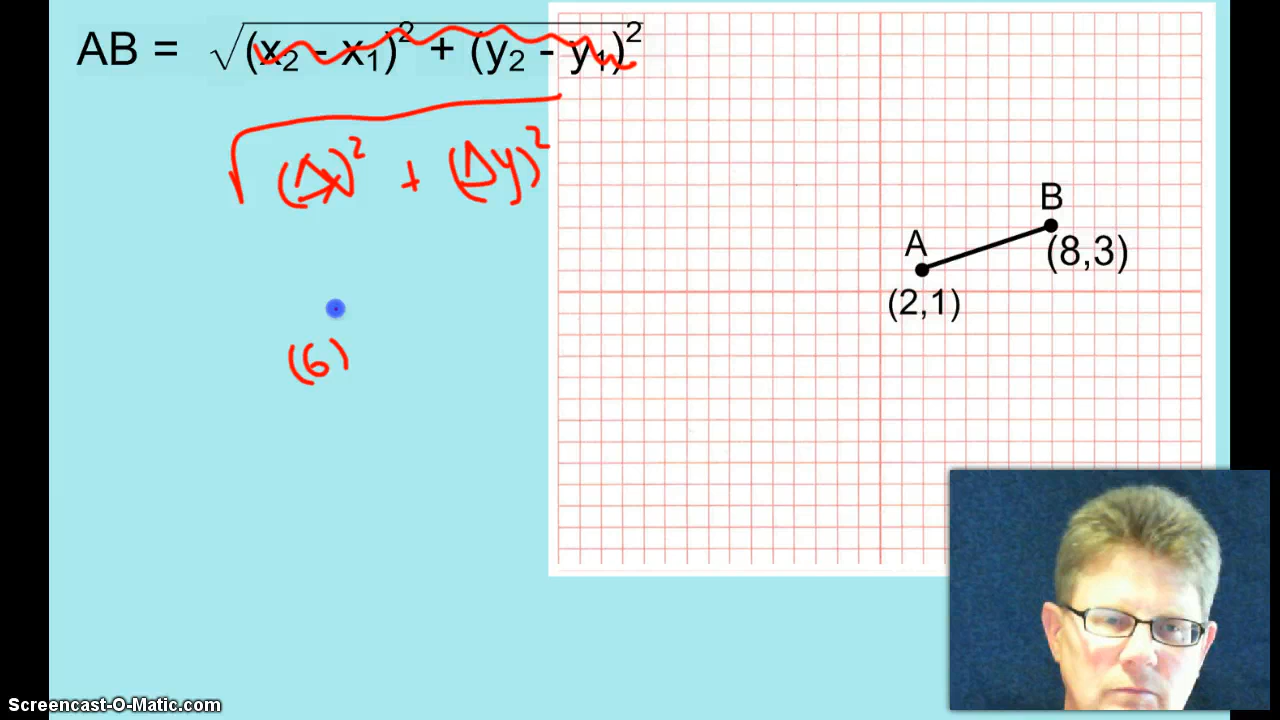 AB = √(x₂ - x₁)² + (y₂ - y₁)²
√(Δx)² + (Δy)²
B
(8,3)
A
(2,1)
(6)
Screencast-O-Matic.com